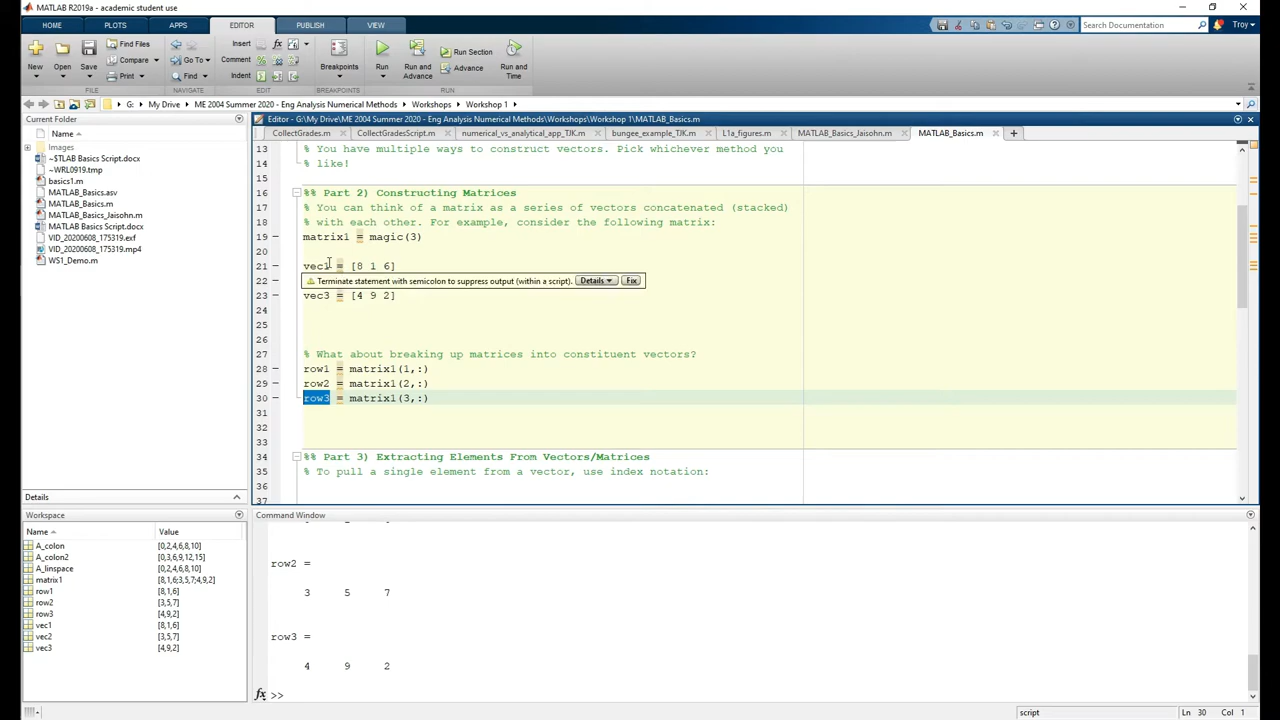 MATLAB R2019a - academic student use
HOME PLOTS APPS EDITOR PUBLISH VIEW
Search Documentation Troy
New Open Save Find Files Compare Print
Go To Find
Insert Comment Indent
Breakpoints
Run Run and Advance Run Section Advance Run and Time
FILE NAVIGATE EDIT BREAKPOINTS RUN
G: My Drive ME 2004 Summer 2020 - Eng Analysis Numerical Methods Workshops Workshop 1
Current Folder
Name
Images
~$TLAB Basics Script.docx
~WRL0919.tmp
basics1.m
MATLAB_Basics.asv
MATLAB_Basics.m
MATLAB_Basics_Jaisohn.m
MATLAB Basics Script.docx
VID_20200608_175319.exf
VID_20200608_175319.mp4
WS1_Demo.m
Details
Workspace
Name Value
A_colon [0,2,4,6,8,10]
A_colon2 [0,3,6,9,12,15]
A_linspace [0,2,4,6,8,10]
matrix1 [8,1,6;3,5,7;4,9,2]
row1 [8,1,6]
row2 [3,5,7]
row3 [4,9,2]
vec1 [8,1,6]
vec2 [3,5,7]
vec3 [4,9,2]
Editor - G:\My Drive\ME 2004 Summer 2020 - Eng Analysis Numerical Methods\Workshops\Workshop 1\MATLAB_Basics.m
CollectGrades.m CollectGradesScript.m numerical_vs_analytical_app_TJK.m bungee_example_TJK.m L1a_figures.m MATLAB_Basics_Jaisohn.m MATLAB_Basics.m
13 % You have multiple ways to construct vectors. Pick whichever method you
14 % like!
15
16 %% Part 2) Constructing Matrices
17 % You can think of a matrix as a series of vectors concatenated (stacked)
18 % with each other. For example, consider the following matrix:
19 matrix1 = magic(3)
20
21 vec1 = [8 1 6]
22 Terminate statement with semicolon to suppress output (within a script). Details Fix
23 vec3 = [4 9 2]
24
25
26
27 % What about breaking up matrices into constituent vectors?
28 row1 = matrix1(1,:)
29 row2 = matrix1(2,:)
30 row3 = matrix1(3,:)
31
32
33
34 %% Part 3) Extracting Elements From Vectors/Matrices
35 % To pull a single element from a vector, use index notation:
36
37
Command Window
row2 =
3 5 7
row3 =
4 9 2
fx >>
script Ln 30 Col 1